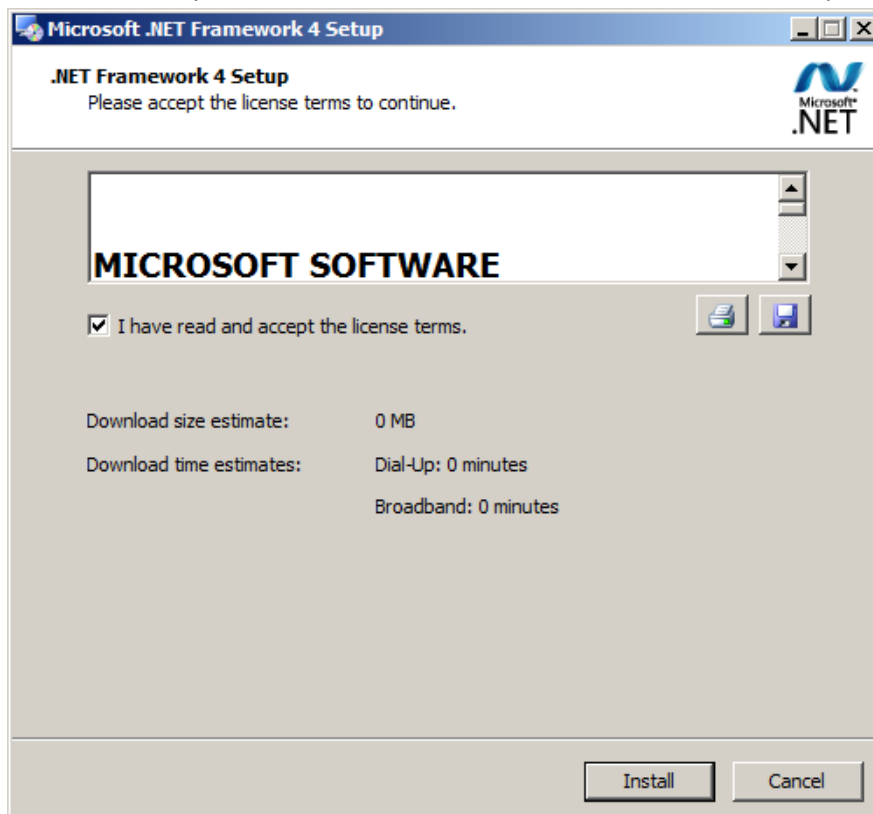 Microsoft .NET Framework 4 Setup
.NET Framework 4 Setup
Please accept the license terms to continue.
Microsoft
.NET
MICROSOFT SOFTWARE
I have read and accept the license terms.
Download size estimate: 0 MB
Download time estimates: Dial-Up: 0 minutes
Broadband: 0 minutes
Install Cancel